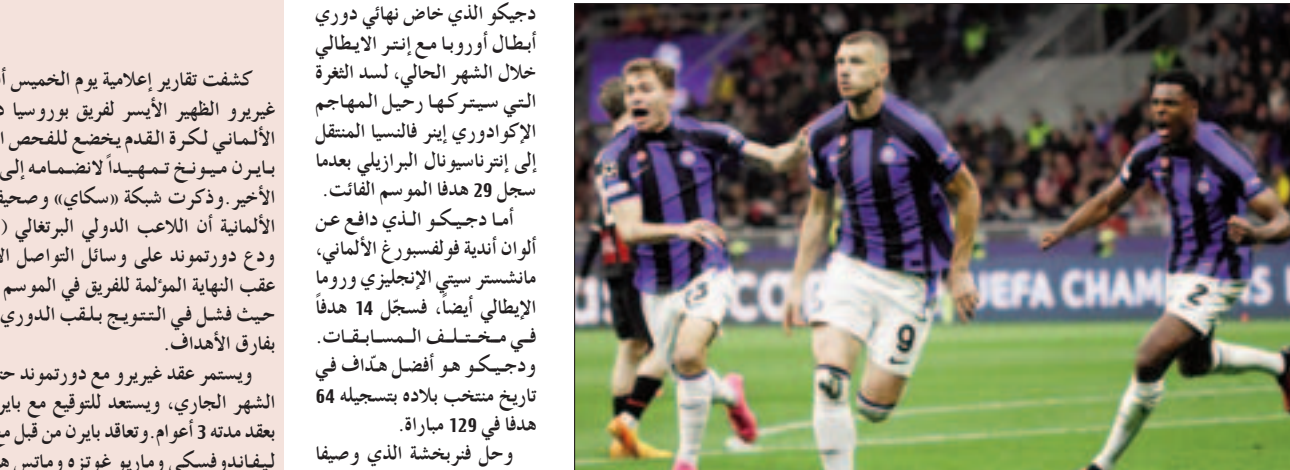 دجيكو الذي خاض نهائي دوري
أبطال أوروبا مع إنتر الايطالي
خلال الشهر الحالي، لسد الثغرة
التي سيتركها رحيل المهاجم
الإكوادوري إينر فالنسيا المنتقل
إلى إنترناسيونال البرازيلي بعدما
سجل 29 هدفا الموسم الفائت.
أما دجيكو الذي دافع عن
ألوان أندية فولفسبورغ الألماني،
مانشستر سيتي الإنجليزي وروما
الإيطالي أيضاً، فسجّل 14 هدفاً
في مختلف المسابقات.
ودجيكو هو أفضل هدّاف في
تاريخ منتخب بلاده بتسجيله 64
هدفا في 129 مباراة.
وحل فنربخشة الذي وصيفا
كشفت تقارير إعلامية يوم الخميس
غيريرو الظهير الأيسر لفريق بوروسيا
الألماني لكرة القدم يخضع للفحص
بايرن ميونخ تمهيداً لانضمامه إلى
الأخير.وذكرت شبكة «سكاي»
الألمانية أن اللاعب الدولي البرتغالي (
ودع دورتموند على وسائل التواصل
عقب النهاية المؤلمة للفريق في الموسم
حيث فشل في التتويج بلقب الدوري
بفارق الأهداف.
ويستمر عقد غيريرو مع دورتموند
الشهر الجاري، ويستعد للتوقيع مع
بعقد مدته 3 أعوام.وتعاقد بايرن من قبل
ليفاندوفسكي وماريو غوتزه وماتس
UEFA CHAM
9
2